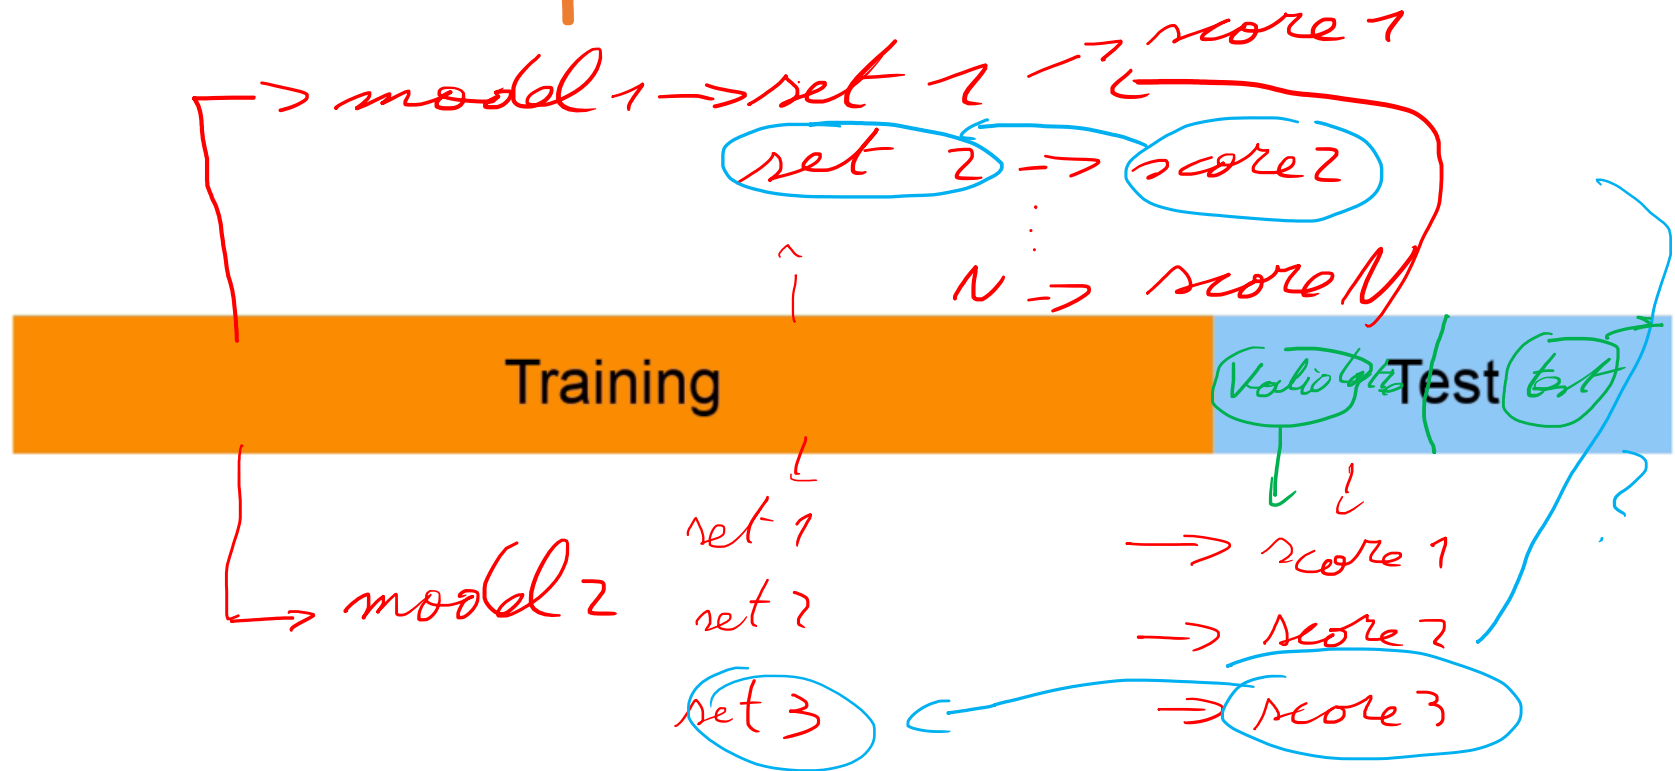 score 1
model 1 → set 1
set 2 → score 2
N → score N
Training
Validate Test test
?
set 1 → score 1
set 2 → score 2
model 2
set 3 → score 3